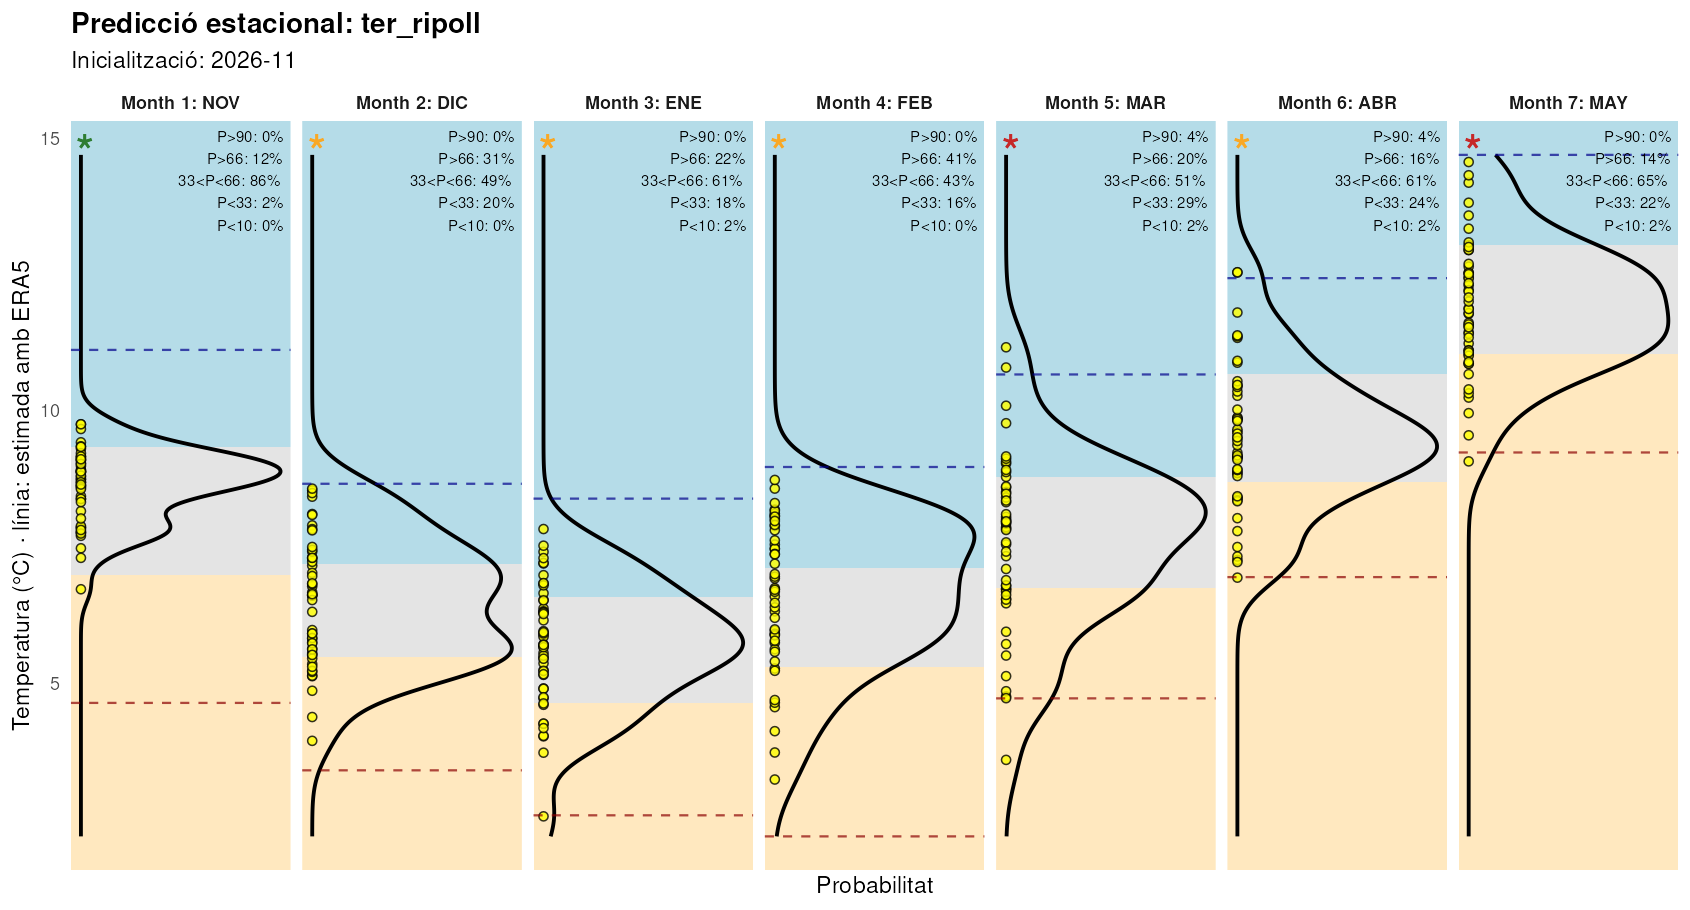 Predicció estacional: ter_ripoll
Inicialització: 2026-11
Month 1: NOV
Month 2: DIC
Month 3: ENE
Month 4: FEB
Month 5: MAR
Month 6: ABR
Month 7: MAY
P>90: 0%
P>66: 12%
33<P<66: 86%
P<33: 2%
P<10: 0%
P>90: 0%
P>66: 31%
33<P<66: 49%
P<33: 20%
P<10: 0%
P>90: 0%
P>66: 22%
33<P<66: 61%
P<33: 18%
P<10: 2%
P>90: 0%
P>66: 41%
33<P<66: 43%
P<33: 16%
P<10: 0%
P>90: 4%
P>66: 20%
33<P<66: 51%
P<33: 29%
P<10: 2%
P>90: 4%
P>66: 16%
33<P<66: 61%
P<33: 24%
P<10: 2%
P>90: 0%
P>66: 14%
33<P<66: 65%
P<33: 22%
P<10: 2%
15
10
5
Temperatura (°C) · línia: estimada amb ERA5
Probabilitat